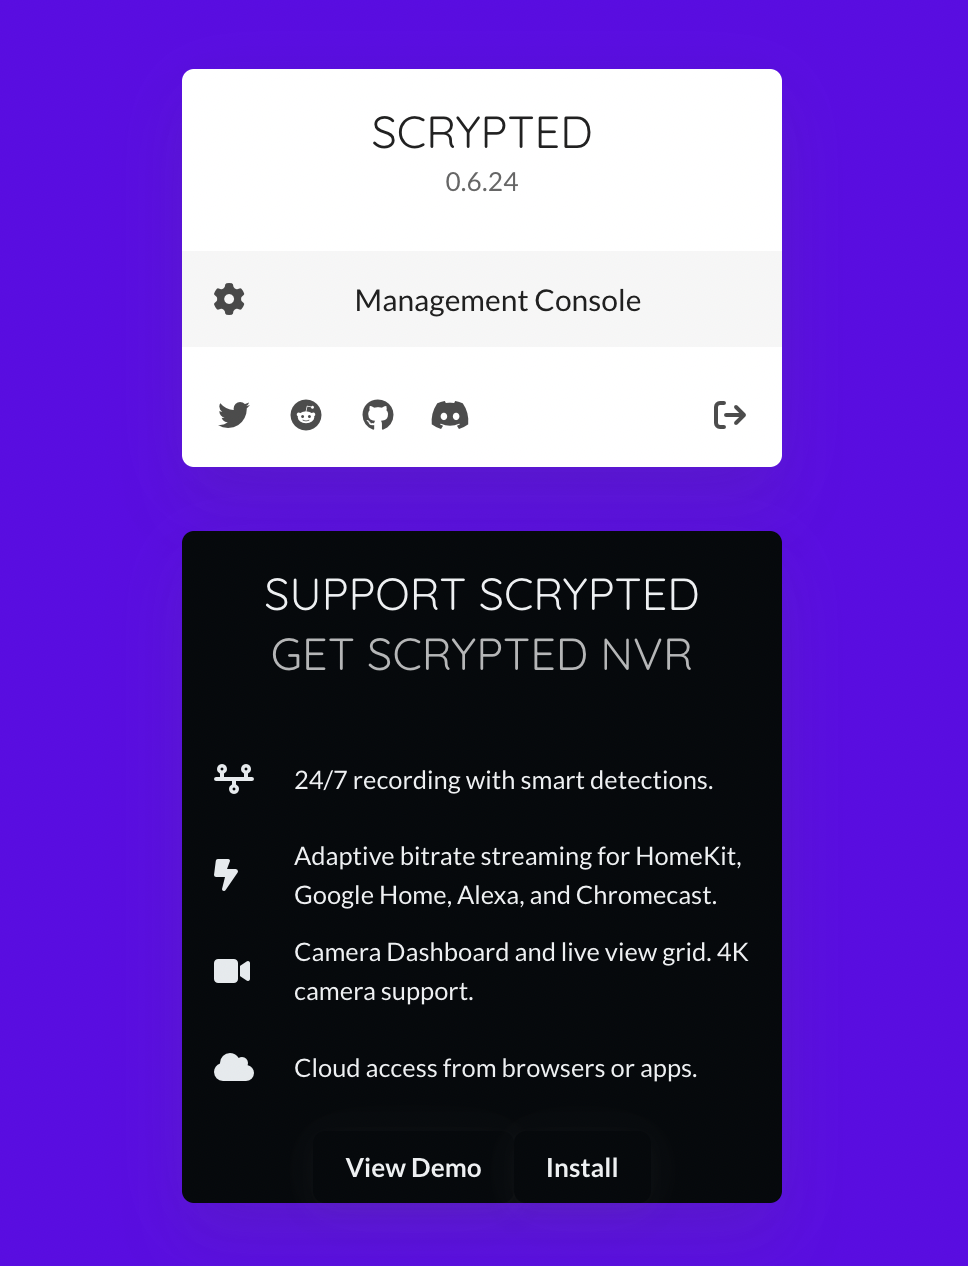 SCRYPTED
0.6.24
Management Console
SUPPORT SCRYPTED
GET SCRYPTED NVR
24/7 recording with smart detections.
Adaptive bitrate streaming for HomeKit,
Google Home, Alexa, and Chromecast.
Camera Dashboard and live view grid. 4K
camera support.
Cloud access from browsers or apps.
View Demo Install